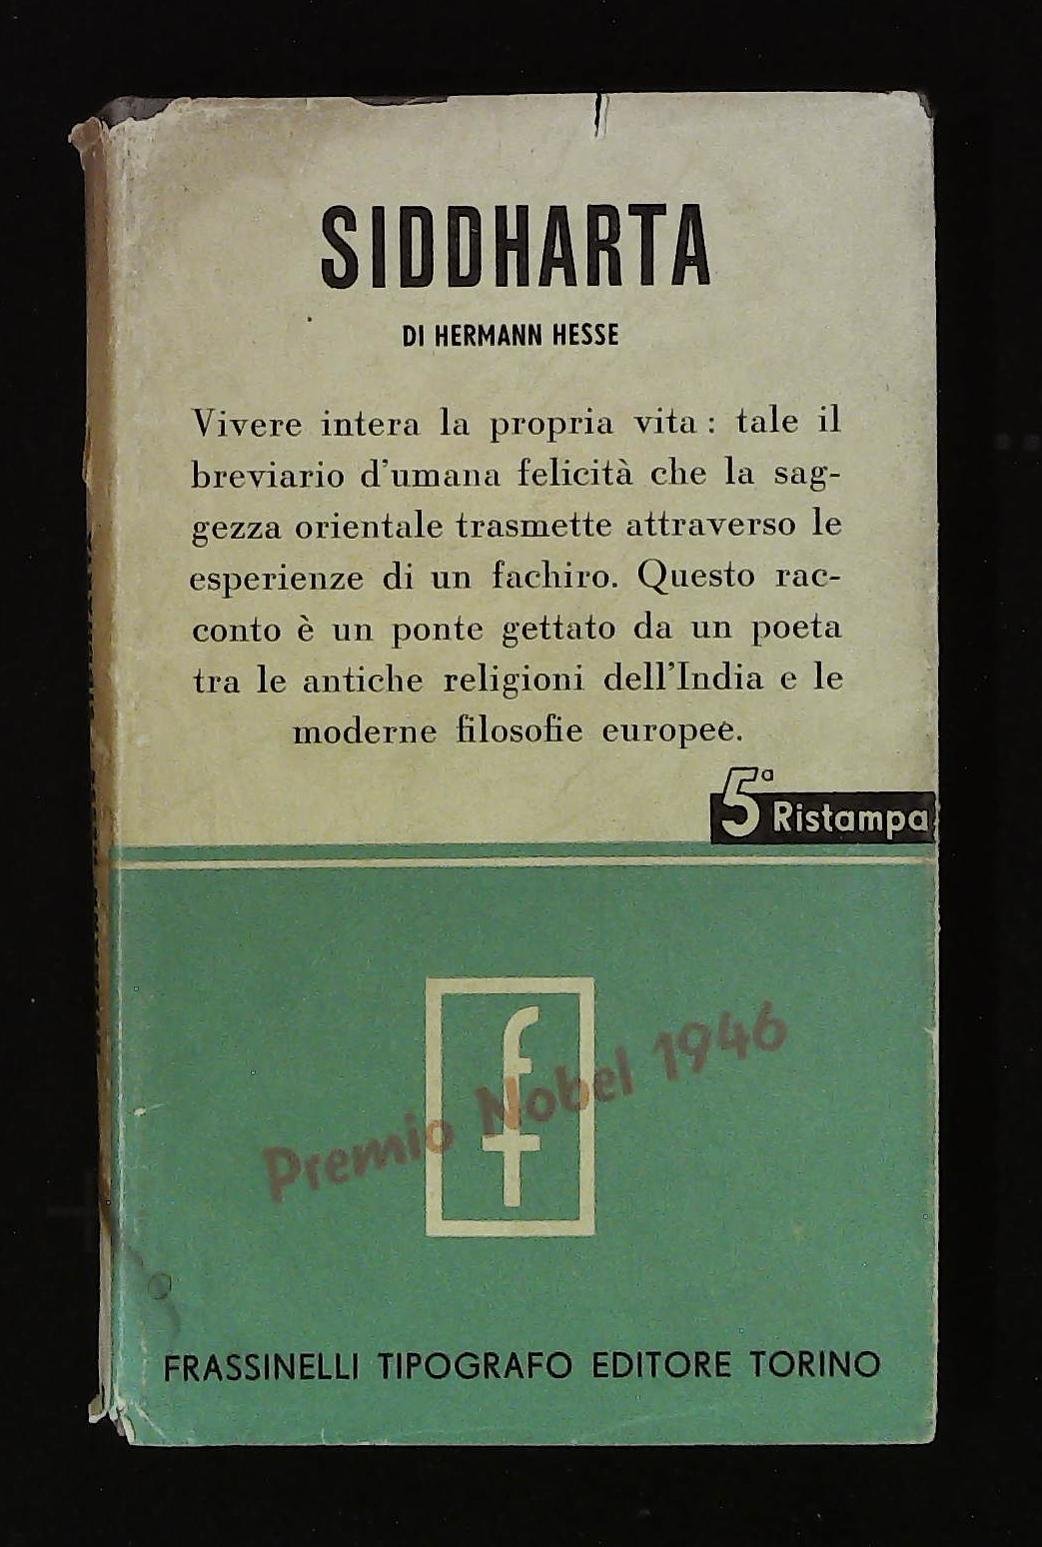 SIDDHARTA
DI HERMANN HESSE
Vivere intera la propria vita : tale il
breviario d'umana felicità che la sag-
gezza orientale trasmette attraverso le
esperienze di un fachiro. Questo rac-
conto è un ponte gettato da un poeta
tra le antiche religioni dell'India e le
moderne filosofie europee.
5ª Ristampa
f
Premio Nobel 1946
FRASSINELLI TIPOGRAFO EDITORE TORINO